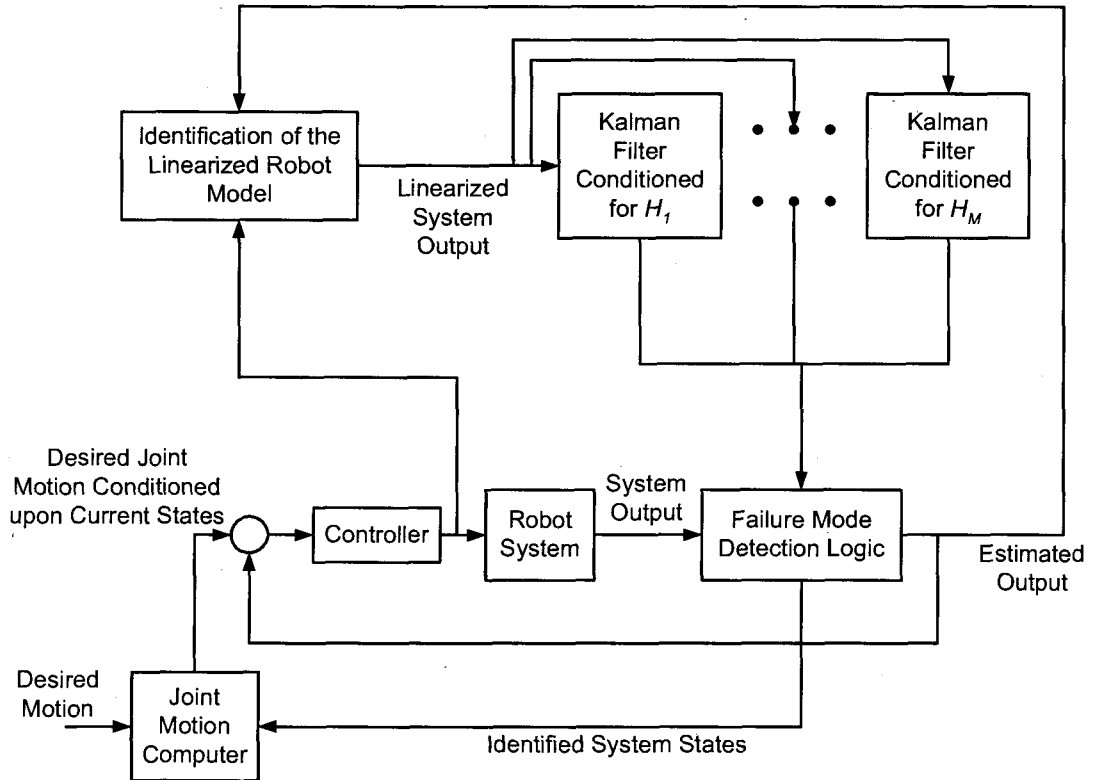 Identification of the
Linearized Robot
Model
Linearized
System
Output
Kalman
Filter
Conditioned
for H1
Kalman
Filter
Conditioned
for HM
Desired Joint
Motion Conditioned
upon Current States
Controller
Robot
System
System
Output
Failure Mode
Detection Logic
Estimated
Output
Desired
Motion
Joint
Motion
Computer
Identified System States